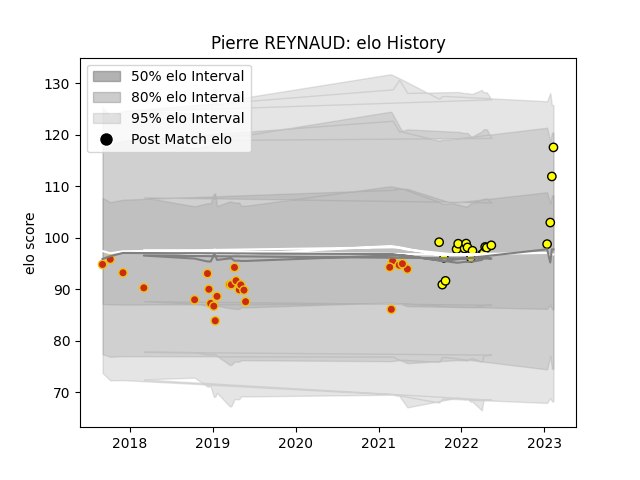 Pierre REYNAUD: elo History
50% elo Interval
80% elo Interval
95% elo Interval
Post Match elo
elo score
130
120
110
100
90
80
70
2018
2019
2020
2021
2022
2023